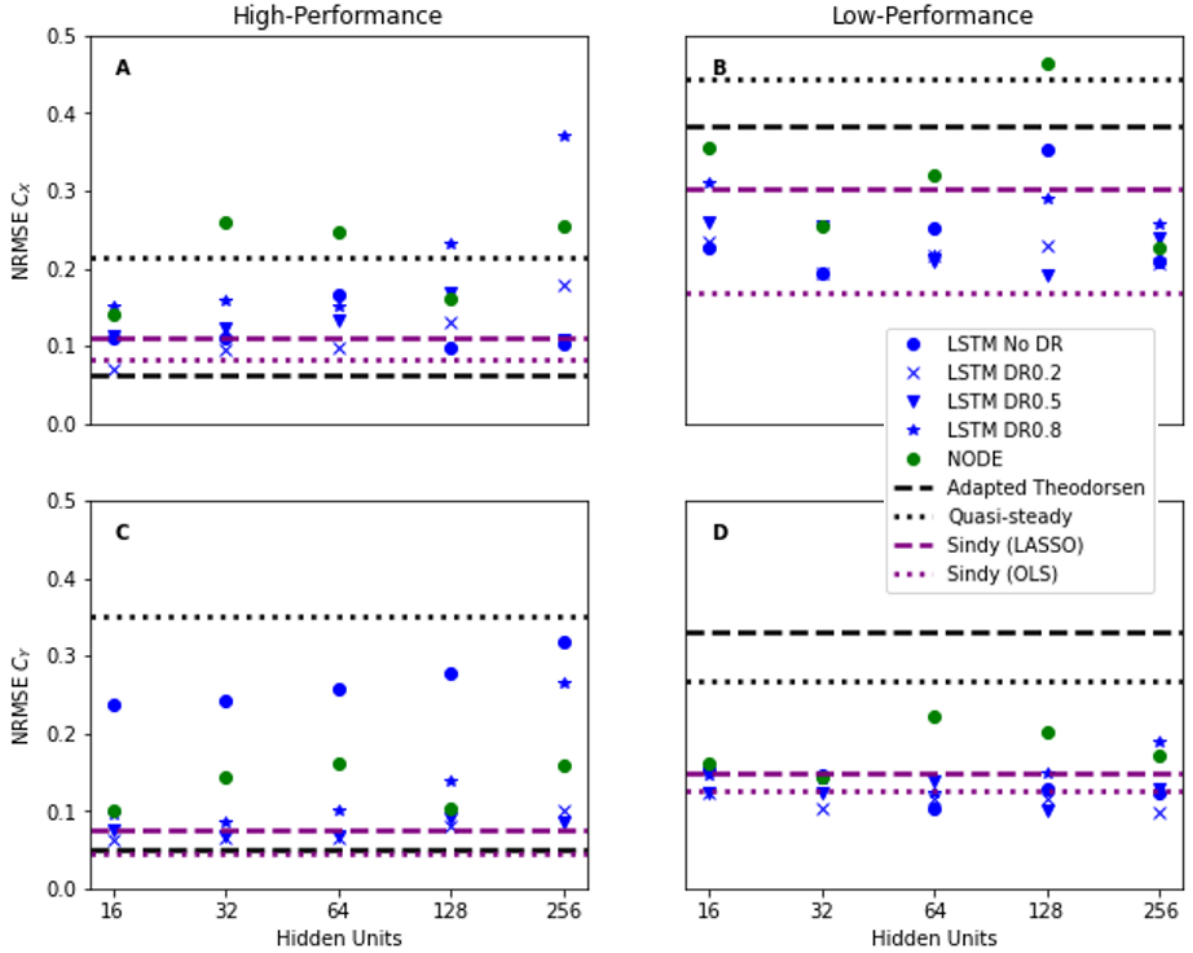 High-Performance
Low-Performance
A
0.5
0.4
0.3
0.2
0.1
0.0
NRMSE C_X
B
LSTM No DR
LSTM DR0.2
LSTM DR0.5
LSTM DR0.8
NODE
Adapted Theodorsen
Quasi-steady
Sindy (LASSO)
Sindy (OLS)
C
0.5
0.4
0.3
0.2
0.1
0.0
NRMSE C_Y
16 32 64 128 256
Hidden Units
D
16 32 64 128 256
Hidden Units